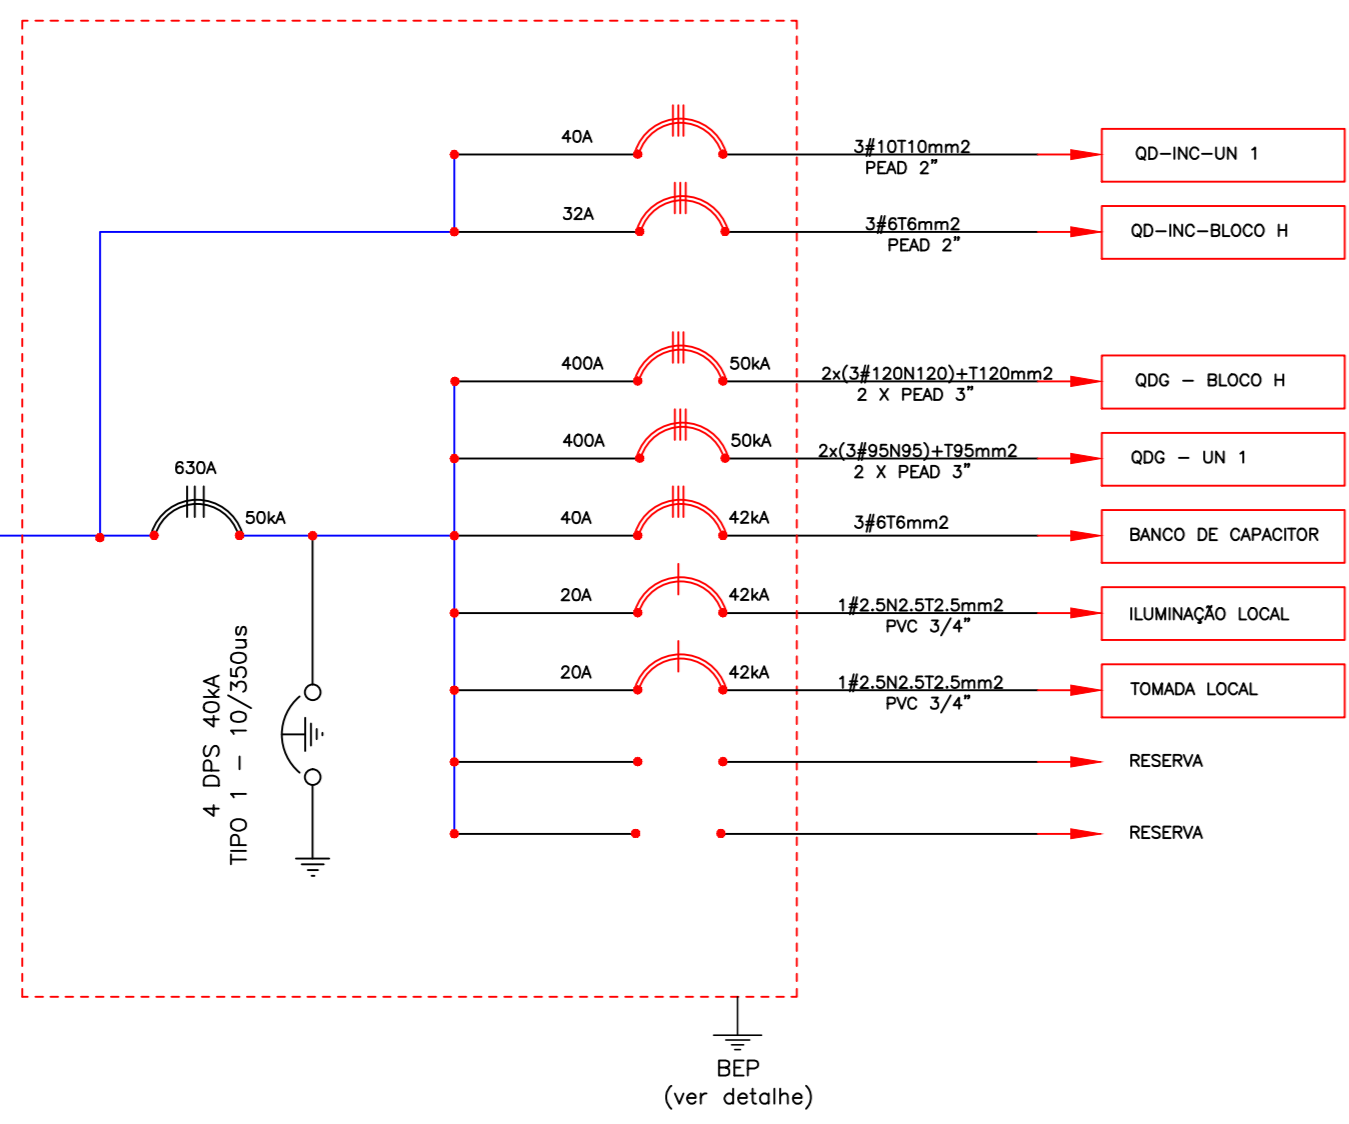 40A
3#10T10mm2
PEAD 2"
QD-INC-UN 1
32A
3#6T6mm2
PEAD 2"
QD-INC-BLOCO H
400A
50kA
2x(3#120N120)+T120mm2
2 X PEAD 3"
QDG - BLOCO H
400A
50kA
2x(3#95N95)+T95mm2
2 X PEAD 3"
QDG - UN 1
630A
50kA
40A
42kA
3#6T6mm2
BANCO DE CAPACITOR
20A
42kA
1#2.5N2.5T2.5mm2
PVC 3/4"
ILUMINAÇÃO LOCAL
20A
42kA
1#2.5N2.5T2.5mm2
PVC 3/4"
TOMADA LOCAL
4 DPS 40kA
TIPO 1 - 10/350us
RESERVA
RESERVA
BEP
(ver detalhe)